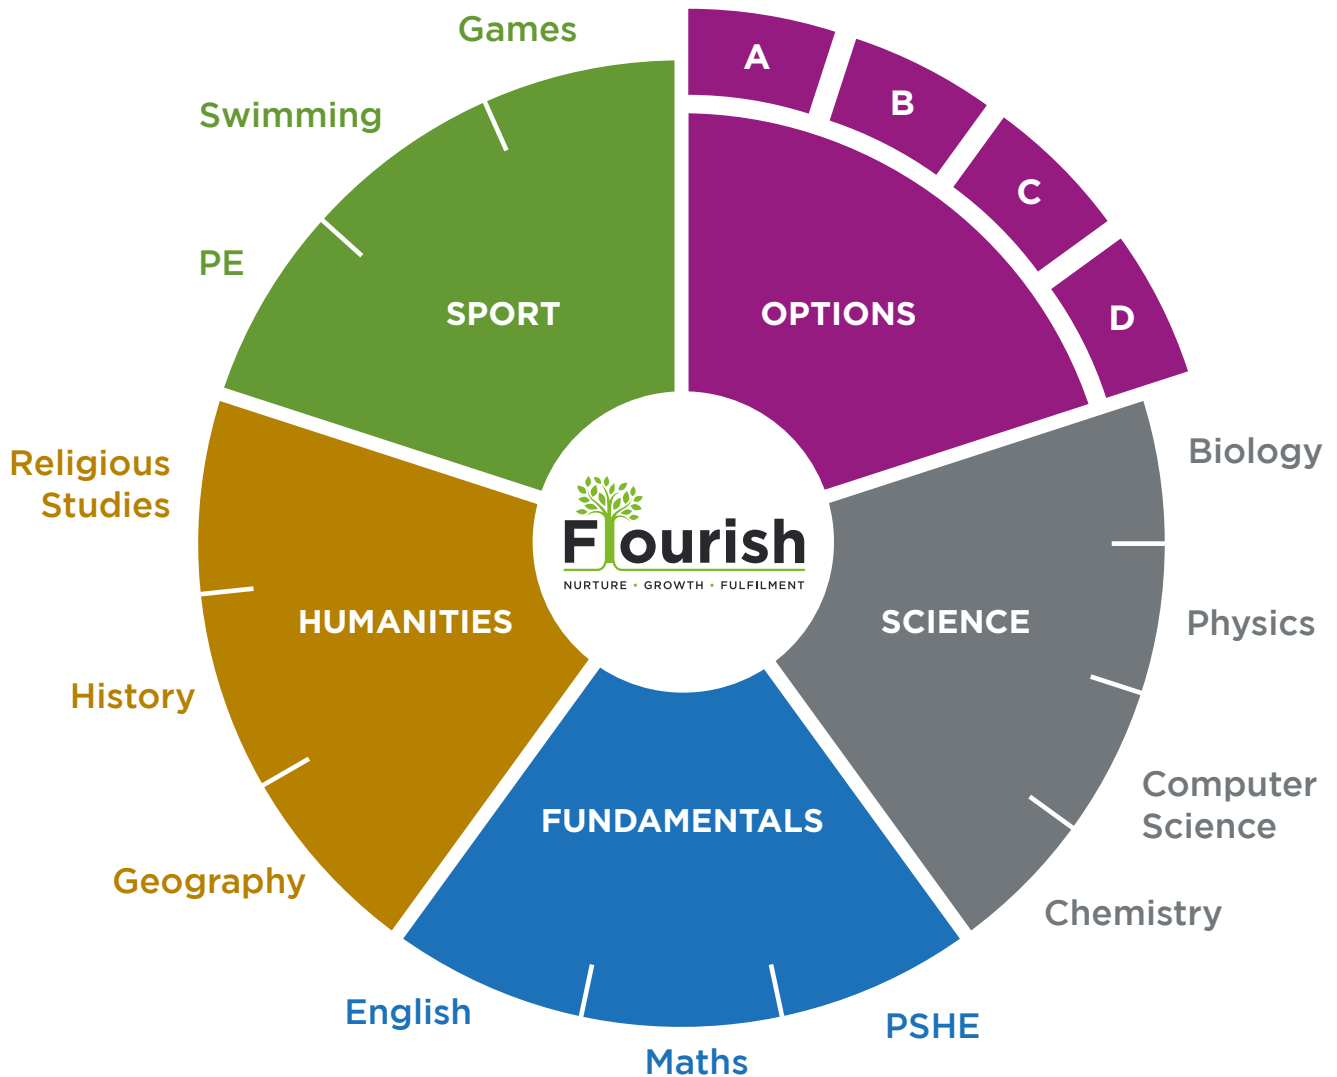 Games
Swimming
PE
SPORT
A
B
C
D
OPTIONS
Religious
Studies
History
Geography
HUMANITIES
Flourish
NURTURE • GROWTH • FULFILMENT
SCIENCE
Biology
Physics
Computer
Science
Chemistry
FUNDAMENTALS
English
Maths
PSHE